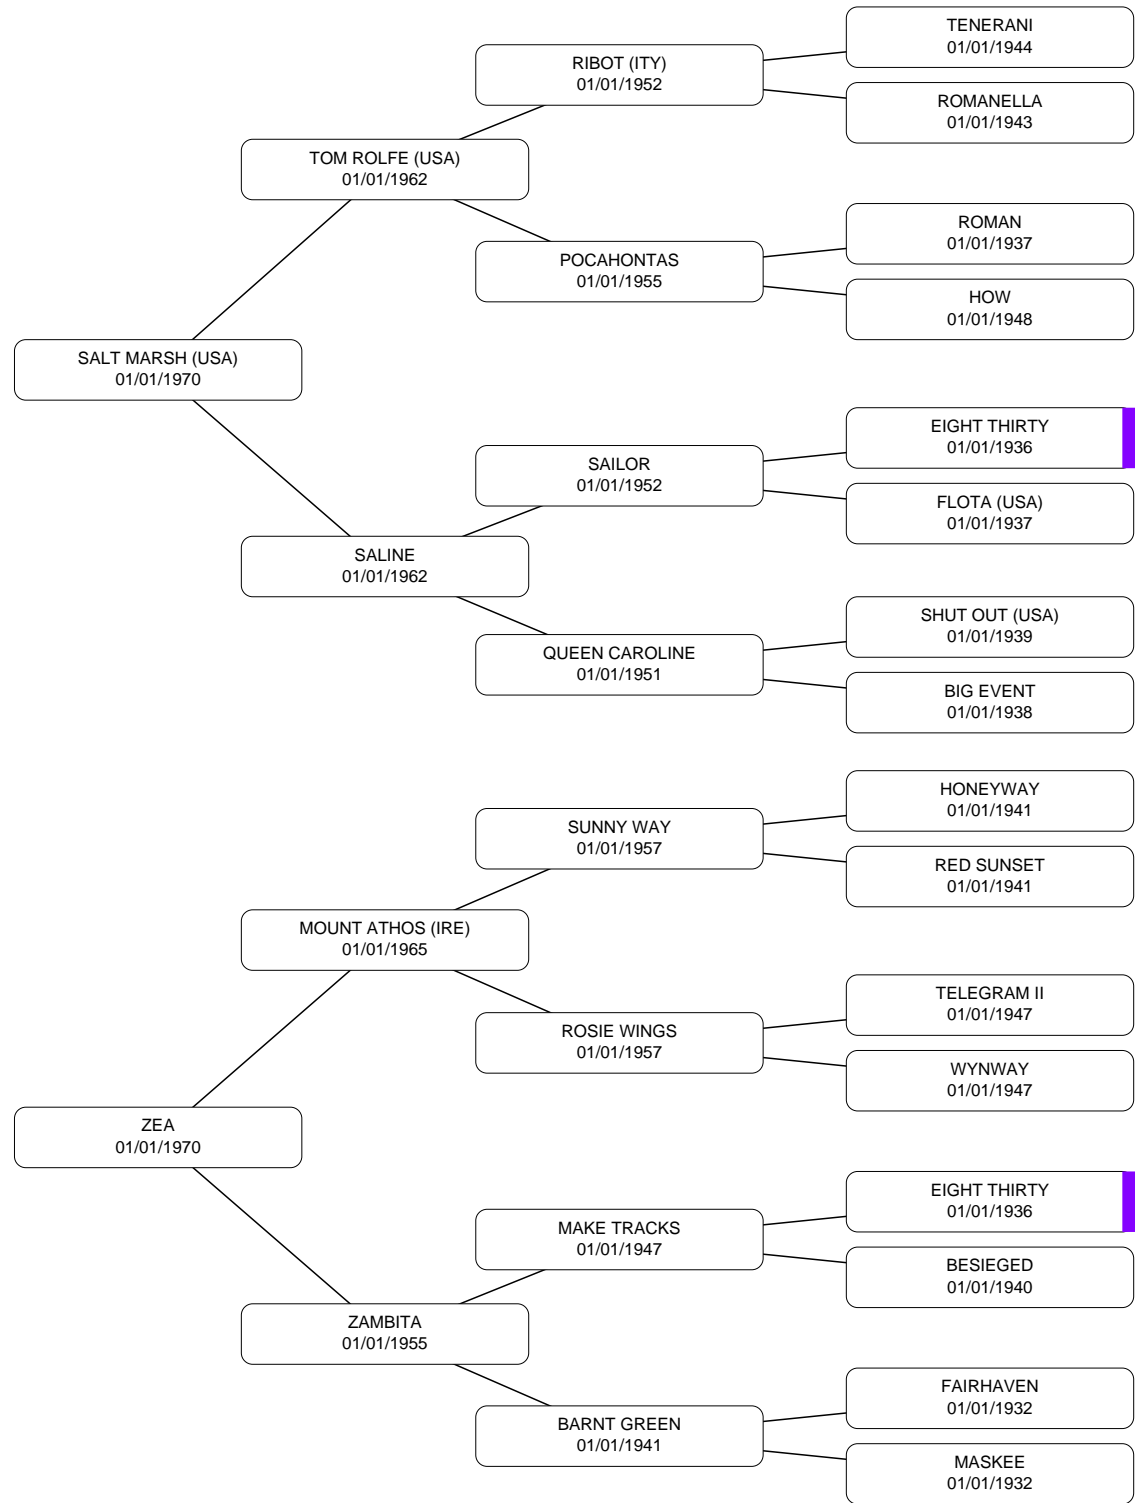 TENERANI
01/01/1944
RIBOT (ITY)
01/01/1952
ROMANELLA
01/01/1943
TOM ROLFE (USA)
01/01/1962
ROMAN
01/01/1937
POCAHONTAS
01/01/1955
HOW
01/01/1948
SALT MARSH (USA)
01/01/1970
EIGHT THIRTY
01/01/1936
SAILOR
01/01/1952
FLOTA (USA)
01/01/1937
SALINE
01/01/1962
SHUT OUT (USA)
01/01/1939
QUEEN CAROLINE
01/01/1951
BIG EVENT
01/01/1938
HONEYWAY
01/01/1941
SUNNY WAY
01/01/1957
RED SUNSET
01/01/1941
MOUNT ATHOS (IRE)
01/01/1965
TELEGRAM II
01/01/1947
ROSIE WINGS
01/01/1957
WYNWAY
01/01/1947
ZEA
01/01/1970
EIGHT THIRTY
01/01/1936
MAKE TRACKS
01/01/1947
BESIEGED
01/01/1940
ZAMBITA
01/01/1955
FAIRHAVEN
01/01/1932
BARNT GREEN
01/01/1941
MASKEE
01/01/1932